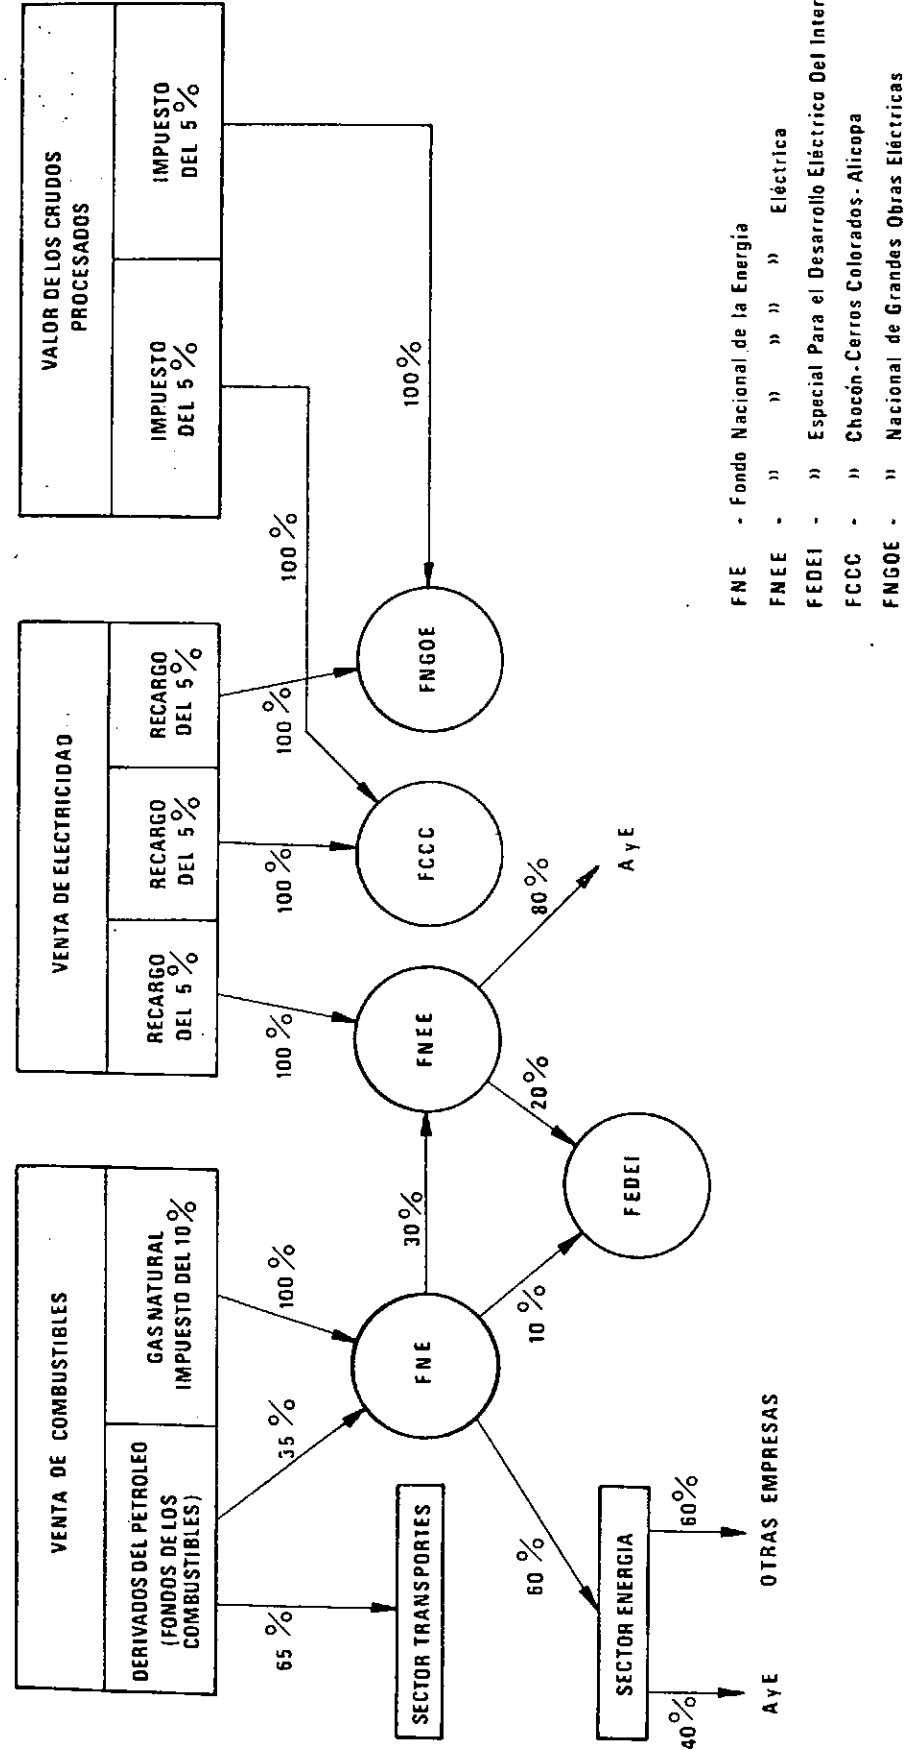 VENTA DE COMBUSTIBLES
DERIVADOS DEL PETROLEO
(FONDOS DE LOS
COMBUSTIBLES)
GAS NATURAL
IMPUESTO DEL 10%
VENTA DE ELECTRICIDAD
RECARGO
DEL 5%
RECARGO
DEL 5%
RECARGO
DEL 5%
VALOR DE LOS CRUDOS
PROCESADOS
IMPUESTO
DEL 5%
IMPUESTO
DEL 5%
65%
35%
100%
100%
100%
100%
100%
100%
SECTOR TRANSPORTES
FNE
30%
FNEE
FCCC
FNGOE
60%
10%
20%
80%
FEDEI
AyE
SECTOR ENERGIA
40%
60%
AyE
OTRAS EMPRESAS
FNE - Fondo Nacional de la Energia
FNEE - " " " " " Eléctrica
FEDEI - " Especial Para el Desarrollo Eléctrico Del Inter
FCCC - " Chocón-Cerros Colorados-Alicopa
FNGOE - " Nacional de Grandes Obras Eléctricas